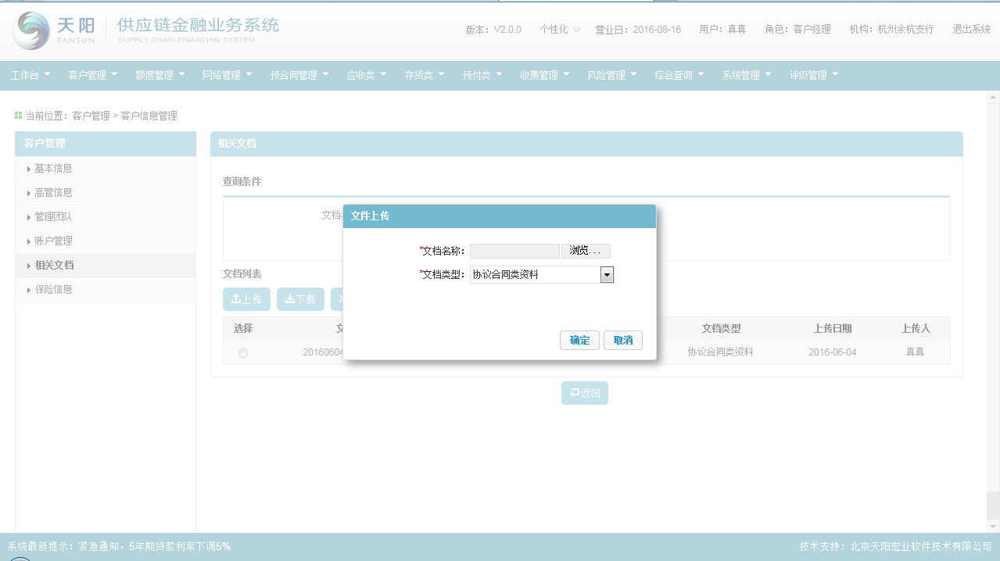 天阳
TANSUN
供应链金融业务系统
SUPPLY CHAIN FINANCING SYSTEM
版本：V2.0.0 个性化 营业日：2016-08-16 用户：真真 角色：客户经理 机构：杭州余杭支行 退出系统
工作台 客户管理 额度管理 网络管理 预合同管理 应收类 存货类 预付类 收费管理 风险管理 综合查询 系统管理 评级管理
当前位置：客户管理 > 客户信息管理
客户管理
基本信息
高管信息
管理团队
账户管理
相关文档
保险信息
相关文档
查询条件
文档
文件上传
*文档名称： 浏览...
*文档类型： 协议合同类资料
确定 取消
文档列表
上传 下载
选择 文 文档类型 上传日期 上传人
20160604 协议合同类资料 2016-06-04 真真
返回
系统最新提示：紧急通知，5年期贷款利率下调5% 技术支持：北京天阳宏业软件技术有限公司